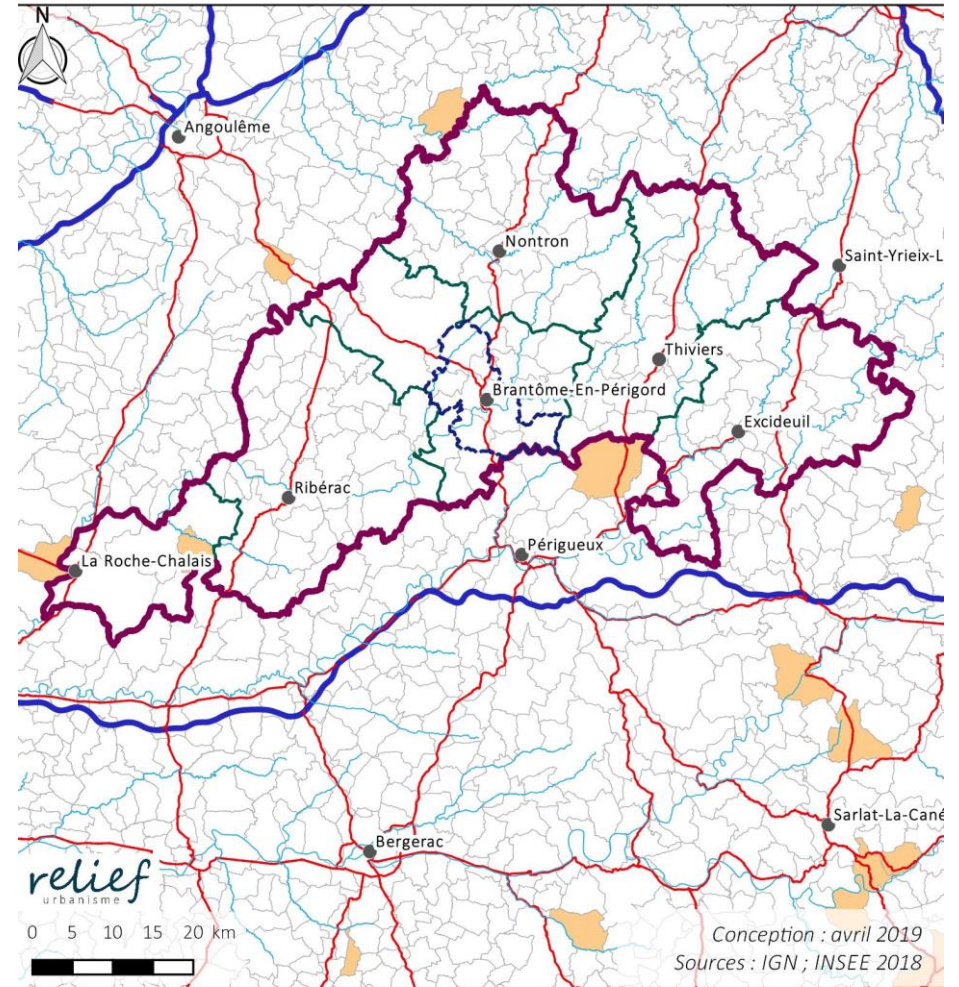 N
Angoulême
Nontron
Saint-Yrieix-L
Thiviers
Brantôme-En-Périgord
Excideuil
Ribérac
Périgueux
La Roche-Chalais
Sarlat-La-Cané
Bergerac
relief
urbanisme
0 5 10 15 20 km
Conception : avril 2019
Sources : IGN ; INSEE 2018